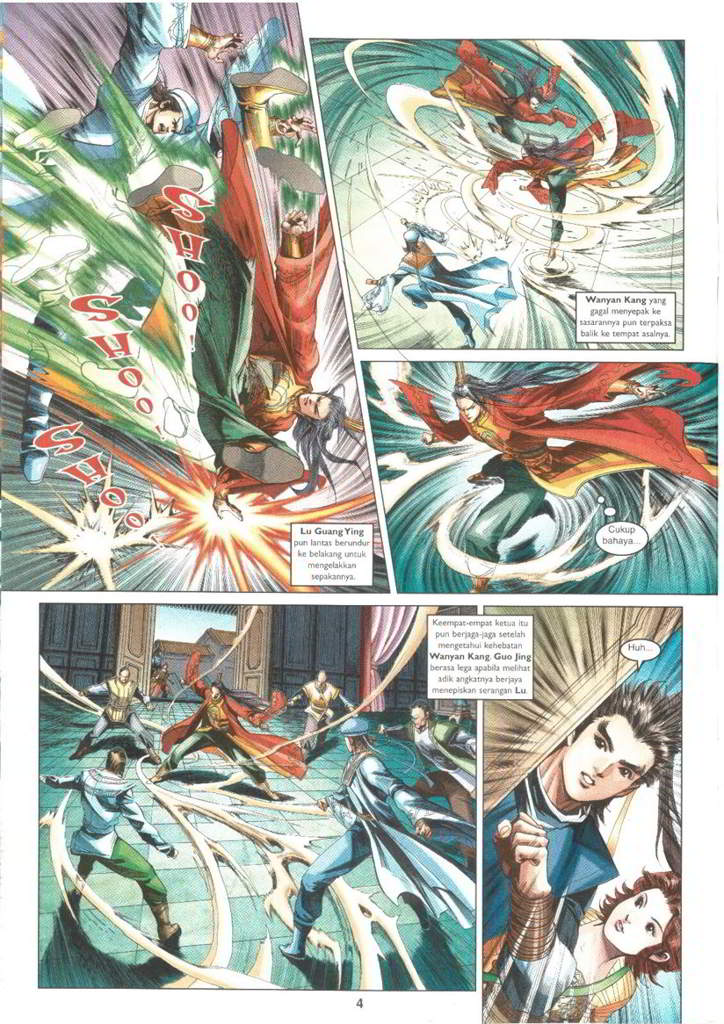 SHOO!
SHOO!
SHOO
Lu Guang Ying
pun lantas berundur
ke belakang untuk
mengelakkan
sepakannya.
Wanyan Kang yang
gagal menyepak ke
sasarannya pun terpaksa
balik ke tempat asalnya.
Cukup
bahaya...
Keempat-empat ketua itu
pun berjaga-jaga setelah
mengetahui kehebatan
Wanyan Kang. Guo Jing
berasa lega apabila melihat
adik angkatnya berjaya
menepiskan serangan Lu.
Huh...
4